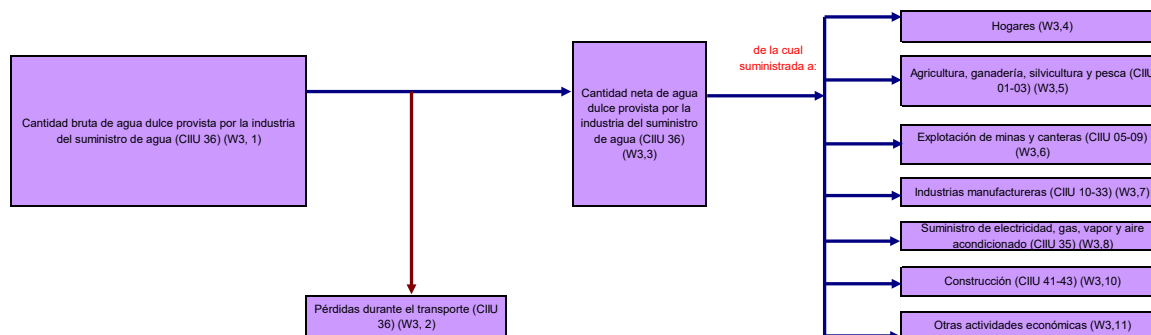 Cantidad bruta de agua dulce provista por la industria
del suministro de agua (CIIU 36) (W3, 1)
Pérdidas durante el transporte (CIIU
36) (W3, 2)
Cantidad neta de agua
dulce provista por la
industria del suministro
de agua (CIIU 36)
(W3,3)
de la cual
suministrada a:
Hogares (W3,4)
Agricultura, ganadería, silvicultura y pesca (CIIU
01-03) (W3,5)
Explotación de minas y canteras (CIIU 05-09)
(W3,6)
Industrias manufactureras (CIIU 10-33) (W3,7)
Suministro de electricidad, gas, vapor y aire
acondicionado (CIIU 35) (W3,8)
Construcción (CIIU 41-43) (W3,10)
Otras actividades económicas (W3,11)